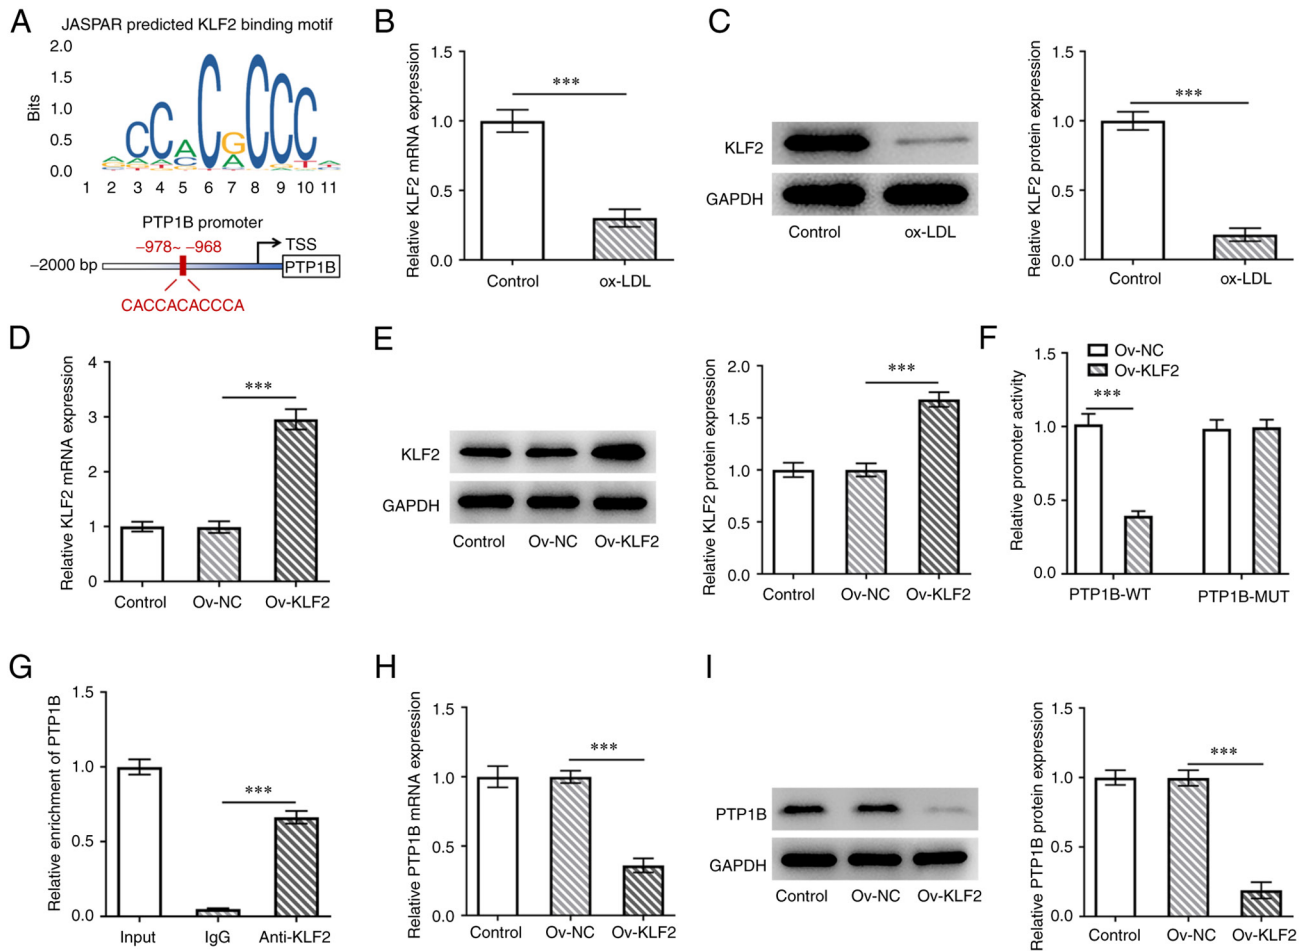 A
JASPAR predicted KLF2 binding motif
2.0
1.5
1.0
0.5
0.0
Bits
CCACGCCC
A C A T
1 2 3 4 5 6 7 8 9 10 11
PTP1B promoter
−978~ −968
TSS
−2000 bp
PTP1B
CACCACACCCA
B
Relative KLF2 mRNA expression
1.5
1.0
0.5
0.0
***
Control ox-LDL
C
KLF2
GAPDH
Control ox-LDL
Relative KLF2 protein expression
1.5
1.0
0.5
0.0
***
Control ox-LDL
D
Relative KLF2 mRNA expression
4
3
2
1
0
***
Control Ov-NC Ov-KLF2
E
KLF2
GAPDH
Control Ov-NC Ov-KLF2
Relative KLF2 protein expression
2.0
1.5
1.0
0.5
0.0
***
Control Ov-NC Ov-KLF2
F
Relative promoter activity
1.5
1.0
0.5
0.0
Ov-NC
Ov-KLF2
***
PTP1B-WT PTP1B-MUT
G
Relative enrichment of PTP1B
1.5
1.0
0.5
0.0
***
Input IgG Anti-KLF2
H
Relative PTP1B mRNA expression
1.5
1.0
0.5
0.0
***
Control Ov-NC Ov-KLF2
I
PTP1B
GAPDH
Control Ov-NC Ov-KLF2
Relative PTP1B protein expression
1.5
1.0
0.5
0.0
***
Control Ov-NC Ov-KLF2